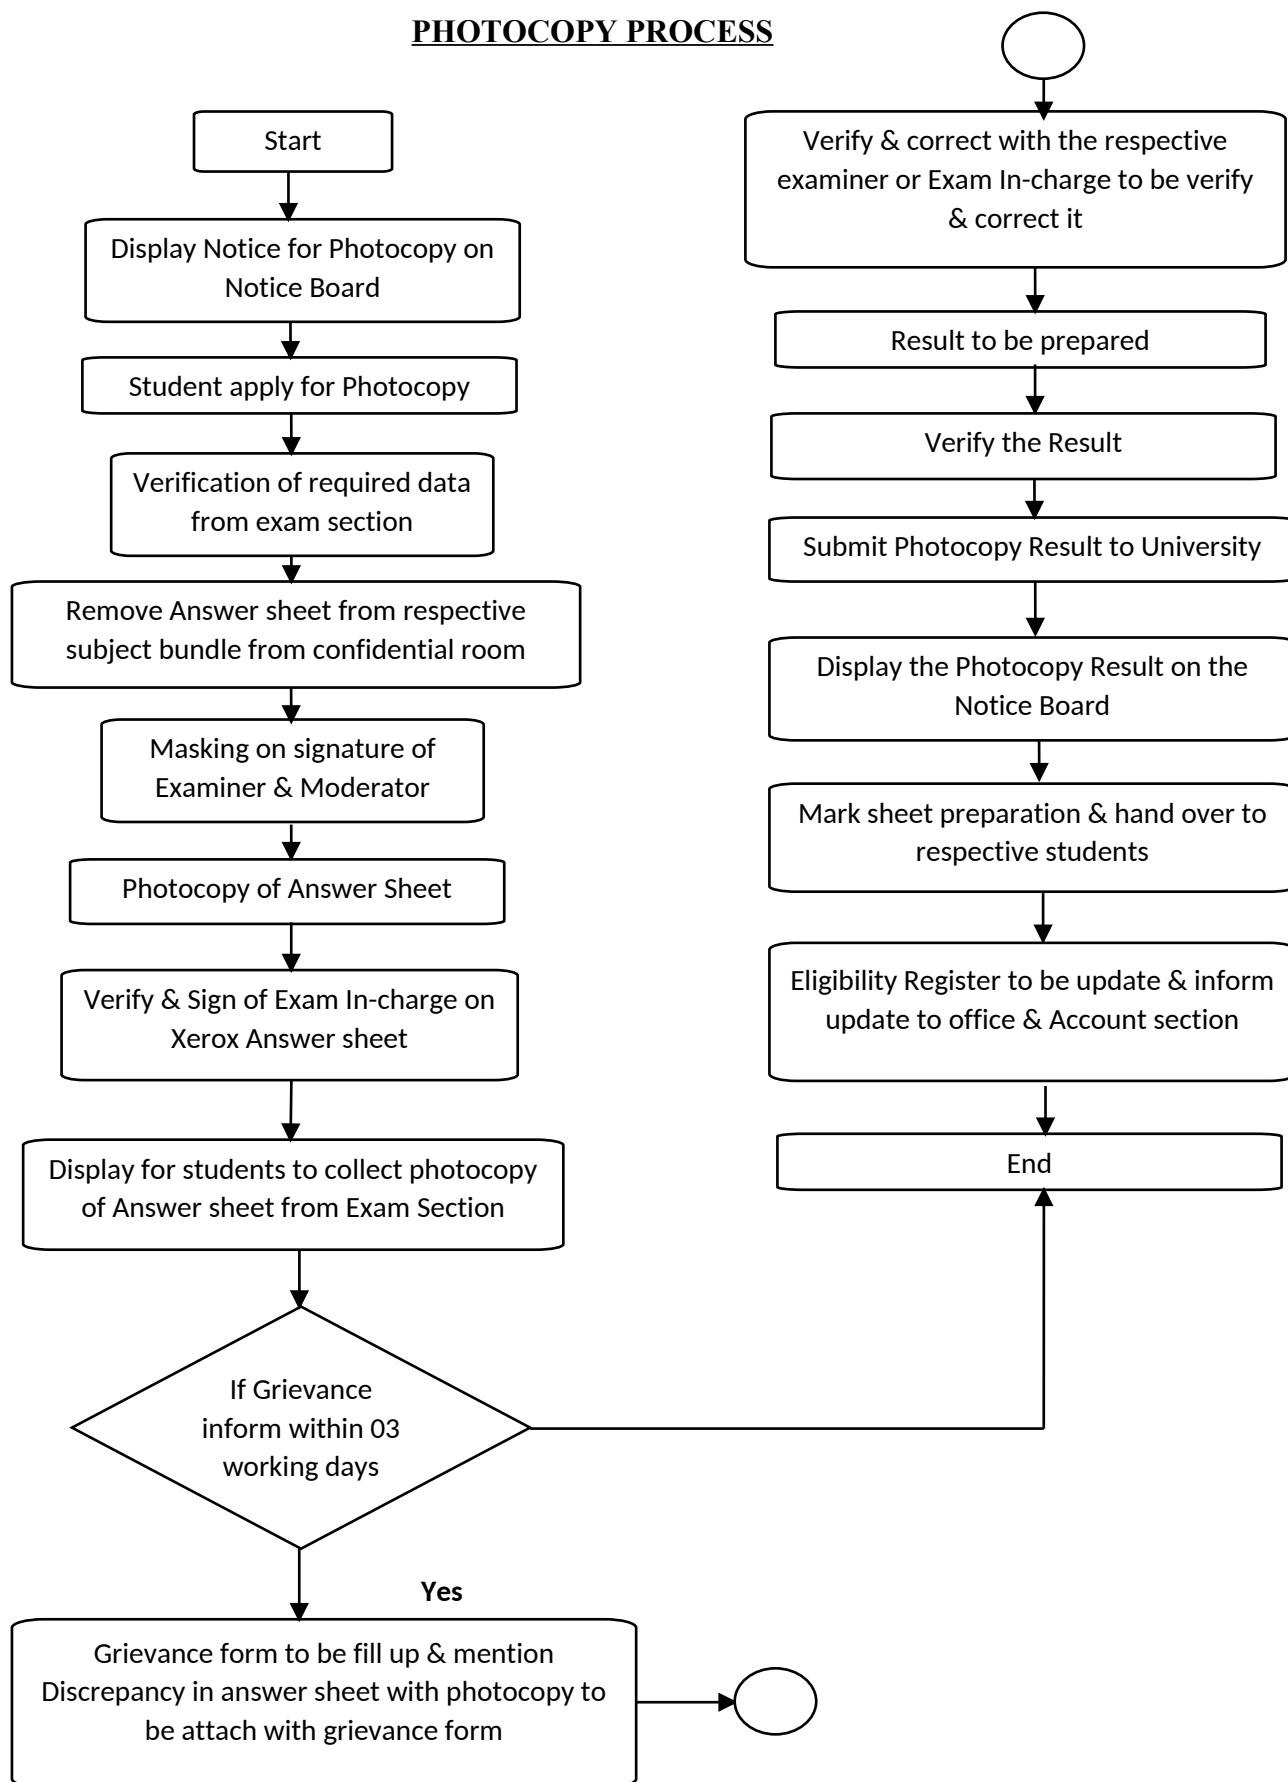 PHOTOCOPY PROCESS
Start
Display Notice for Photocopy on
Notice Board
Student apply for Photocopy
Verification of required data
from exam section
Remove Answer sheet from respective
subject bundle from confidential room
Masking on signature of
Examiner & Moderator
Photocopy of Answer Sheet
Verify & Sign of Exam In-charge on
Xerox Answer sheet
Display for students to collect photocopy
of Answer sheet from Exam Section
If Grievance
inform within 03
working days
Yes
Grievance form to be fill up & mention
Discrepancy in answer sheet with photocopy to
be attach with grievance form
Verify & correct with the respective
examiner or Exam In-charge to be verify
& correct it
Result to be prepared
Verify the Result
Submit Photocopy Result to University
Display the Photocopy Result on the
Notice Board
Mark sheet preparation & hand over to
respective students
Eligibility Register to be update & inform
update to office & Account section
End